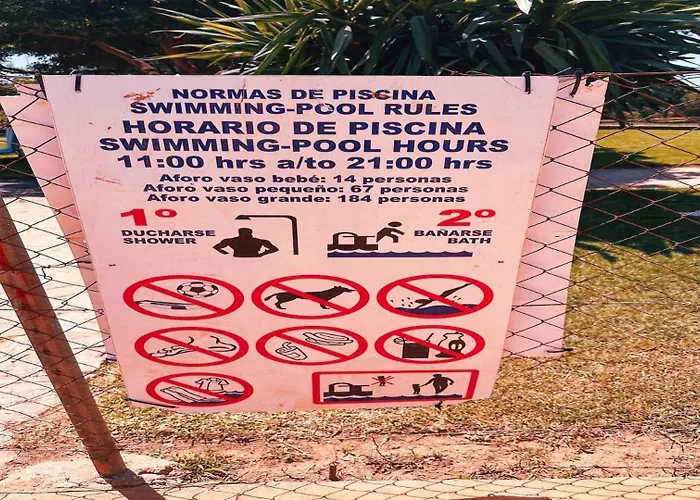 NORMAS DE PISCINA
SWIMMING-POOL RULES
HORARIO DE PISCINA
SWIMMING-POOL HOURS
11:00 hrs a/to 21:00 hrs
Aforo vaso bebé: 14 personas
Aforo vaso pequeño: 67 personas
Aforo vaso grande: 184 personas
1º
DUCHARSE
SHOWER
2º
BAÑARSE
BATH